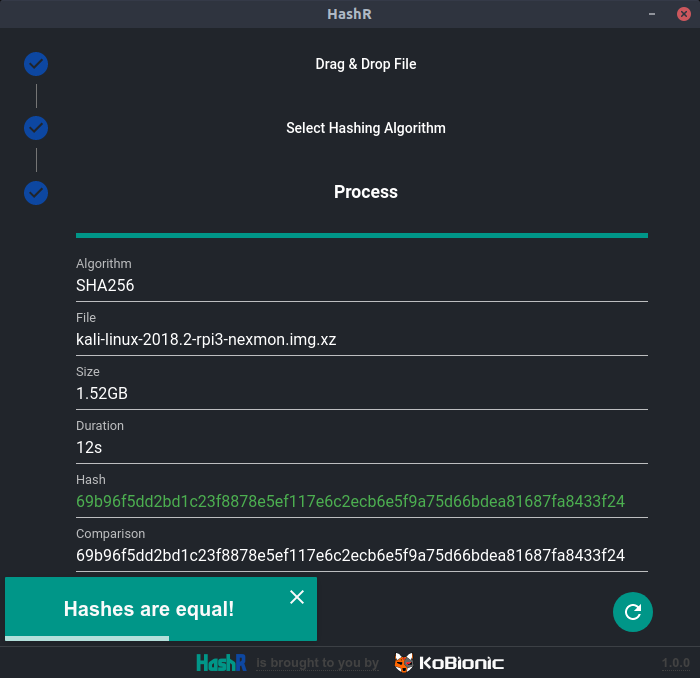 HashR
Drag & Drop File
Select Hashing Algorithm
Process
Algorithm
SHA256
File
kali-linux-2018.2-rpi3-nexmon.img.xz
Size
1.52GB
Duration
12s
Hash
69b96f5dd2bd1c23f8878e5ef117e6c2ecb6e5f9a75d66bdea81687fa8433f24
Comparison
69b96f5dd2bd1c23f8878e5ef117e6c2ecb6e5f9a75d66bdea81687fa8433f24
Hashes are equal!
HashR is brought to you by KoBionic 1.0.0